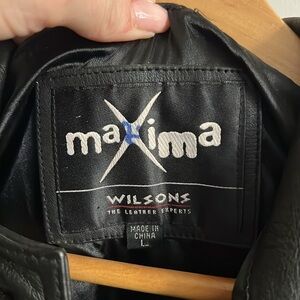 maXima
WILSONS
THE LEATHER EXPERTS
MADE IN
CHINA
L